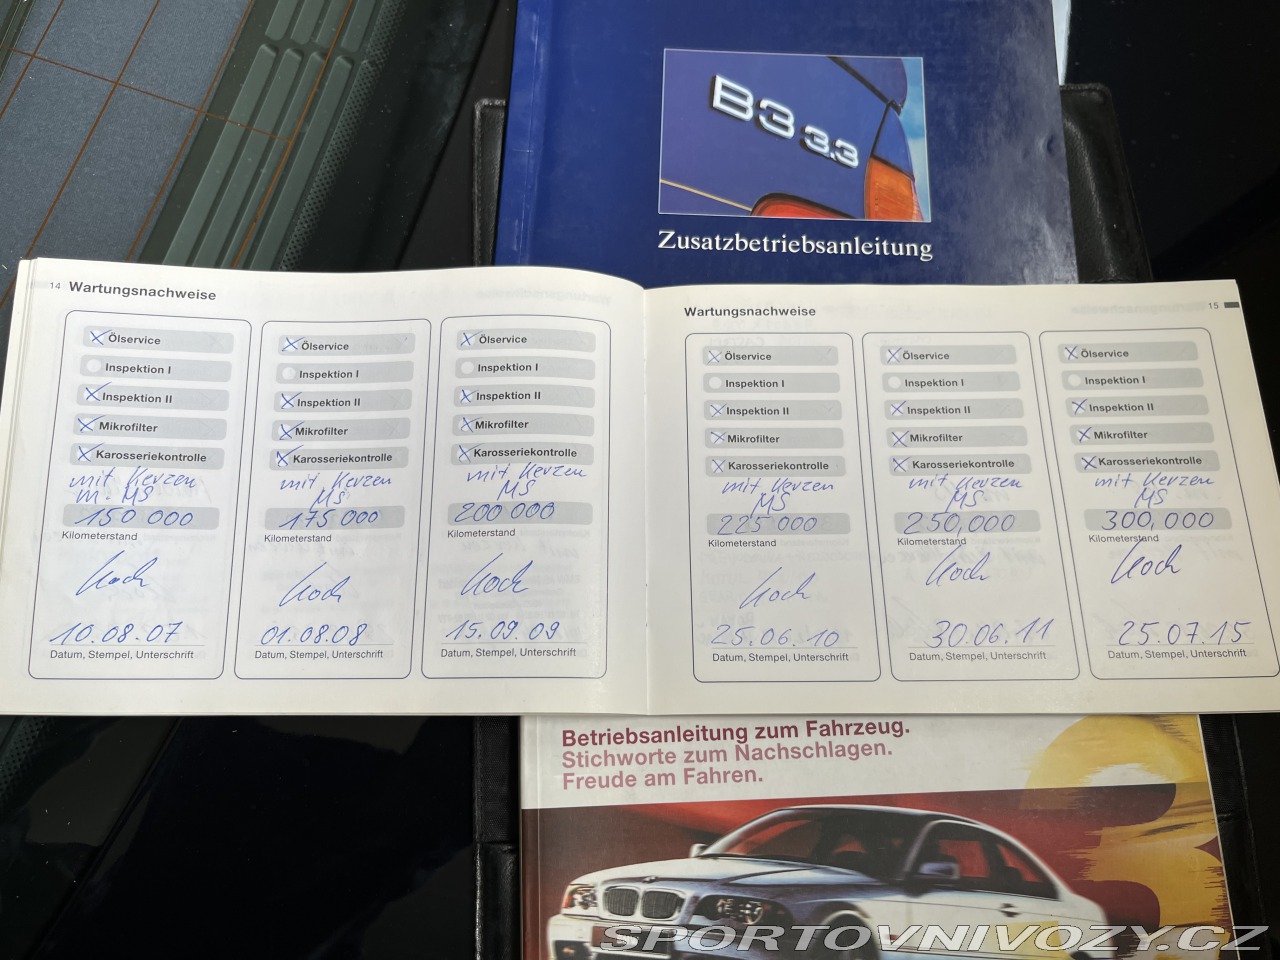 B3 3.3
Zusatzbetriebsanleitung
14 Wartungsnachweise
Ölservice
Inspektion I
Inspektion II
Mikrofilter
Karosseriekontrolle
mit Kerzen
m. MS
150 000
Kilometerstand
Koch
10.08.07
Datum, Stempel, Unterschrift
Ölservice
Inspektion I
Inspektion II
Mikrofilter
Karosseriekontrolle
mit Kerzen
MS
175 000
Kilometerstand
Koch
01.08.08
Datum, Stempel, Unterschrift
Ölservice
Inspektion I
Inspektion II
Mikrofilter
Karosseriekontrolle
mit Kerzen
MS
200 000
Kilometerstand
Koch
15.09.09
Datum, Stempel, Unterschrift
Wartungsnachweise
15
Ölservice
Inspektion I
Inspektion II
Mikrofilter
Karosseriekontrolle
mit Kerzen
MS
225 000
Kilometerstand
Koch
25.06.10
Datum, Stempel, Unterschrift
Ölservice
Inspektion I
Inspektion II
Mikrofilter
Karosseriekontrolle
mit Kerzen
MS
250,000
Kilometerstand
Koch
30.06.11
Datum, Stempel, Unterschrift
Ölservice
Inspektion I
Inspektion II
Mikrofilter
Karosseriekontrolle
mit Kerzen
MS
300,000
Kilometerstand
Koch
25.07.15
Datum, Stempel, Unterschrift
Betriebsanleitung zum Fahrzeug.
Stichworte zum Nachschlagen.
Freude am Fahren.
SPORTOVNIVOZY.CZ